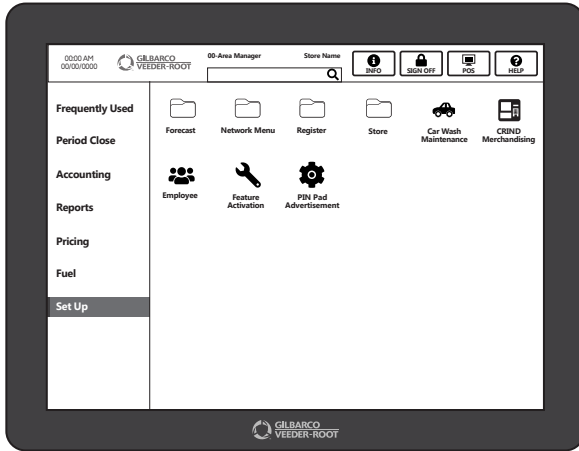 00:00 AM
00/00/0000
GILBARCO
VEEDER-ROOT
00-Area Manager
Store Name
INFO
SIGN OFF
POS
HELP
Frequently Used
Period Close
Accounting
Reports
Pricing
Fuel
Set Up
Forecast
Network Menu
Register
Store
Car Wash
Maintenance
CRIND
Merchandising
Employee
Feature
Activation
PIN Pad
Advertisement
GILBARCO
VEEDER-ROOT